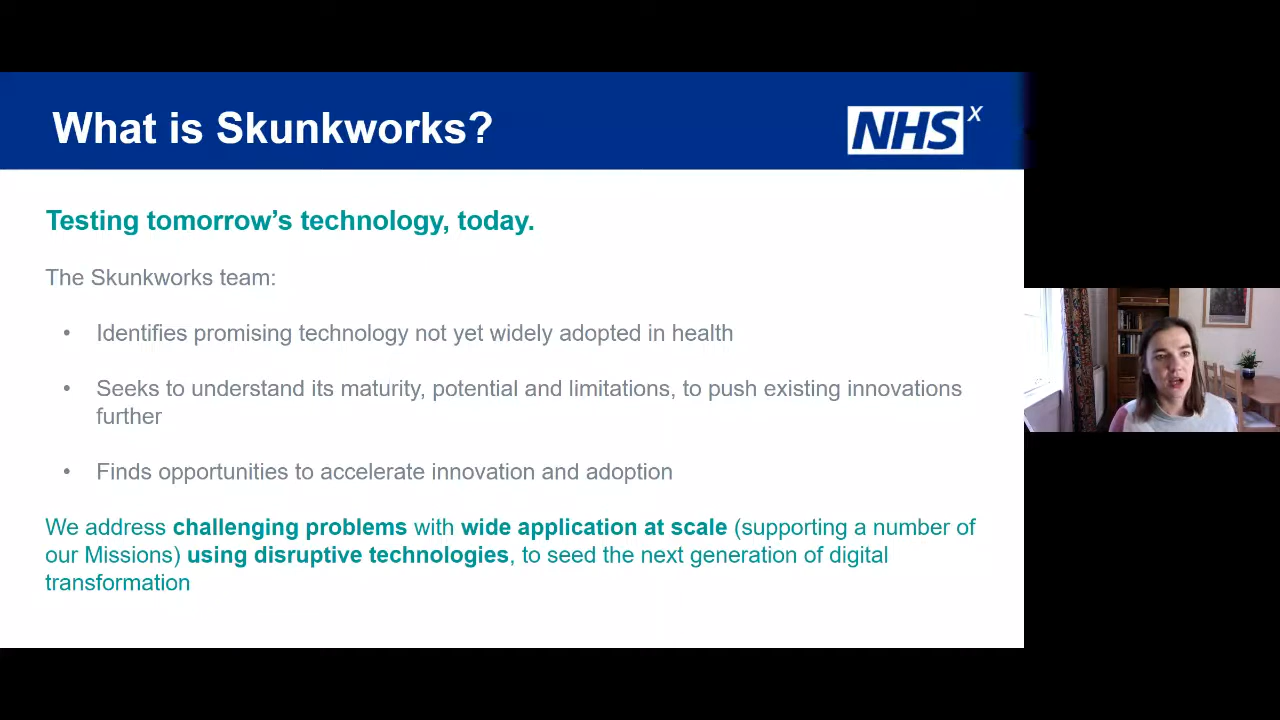 What is Skunkworks?
NHS X
Testing tomorrow’s technology, today.
The Skunkworks team:
• Identifies promising technology not yet widely adopted in health
• Seeks to understand its maturity, potential and limitations, to push existing innovations
further
• Finds opportunities to accelerate innovation and adoption
We address challenging problems with wide application at scale (supporting a number of
our Missions) using disruptive technologies, to seed the next generation of digital
transformation